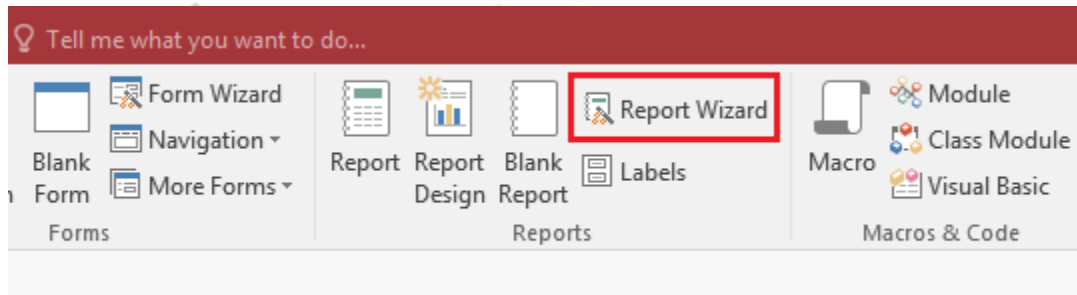 Tell me what you want to do...
Blank
Form
Form Wizard
Navigation
More Forms
Forms
Report
Report
Design
Blank
Report
Report Wizard
Labels
Reports
Macro
Module
Class Module
Visual Basic
Macros & Code